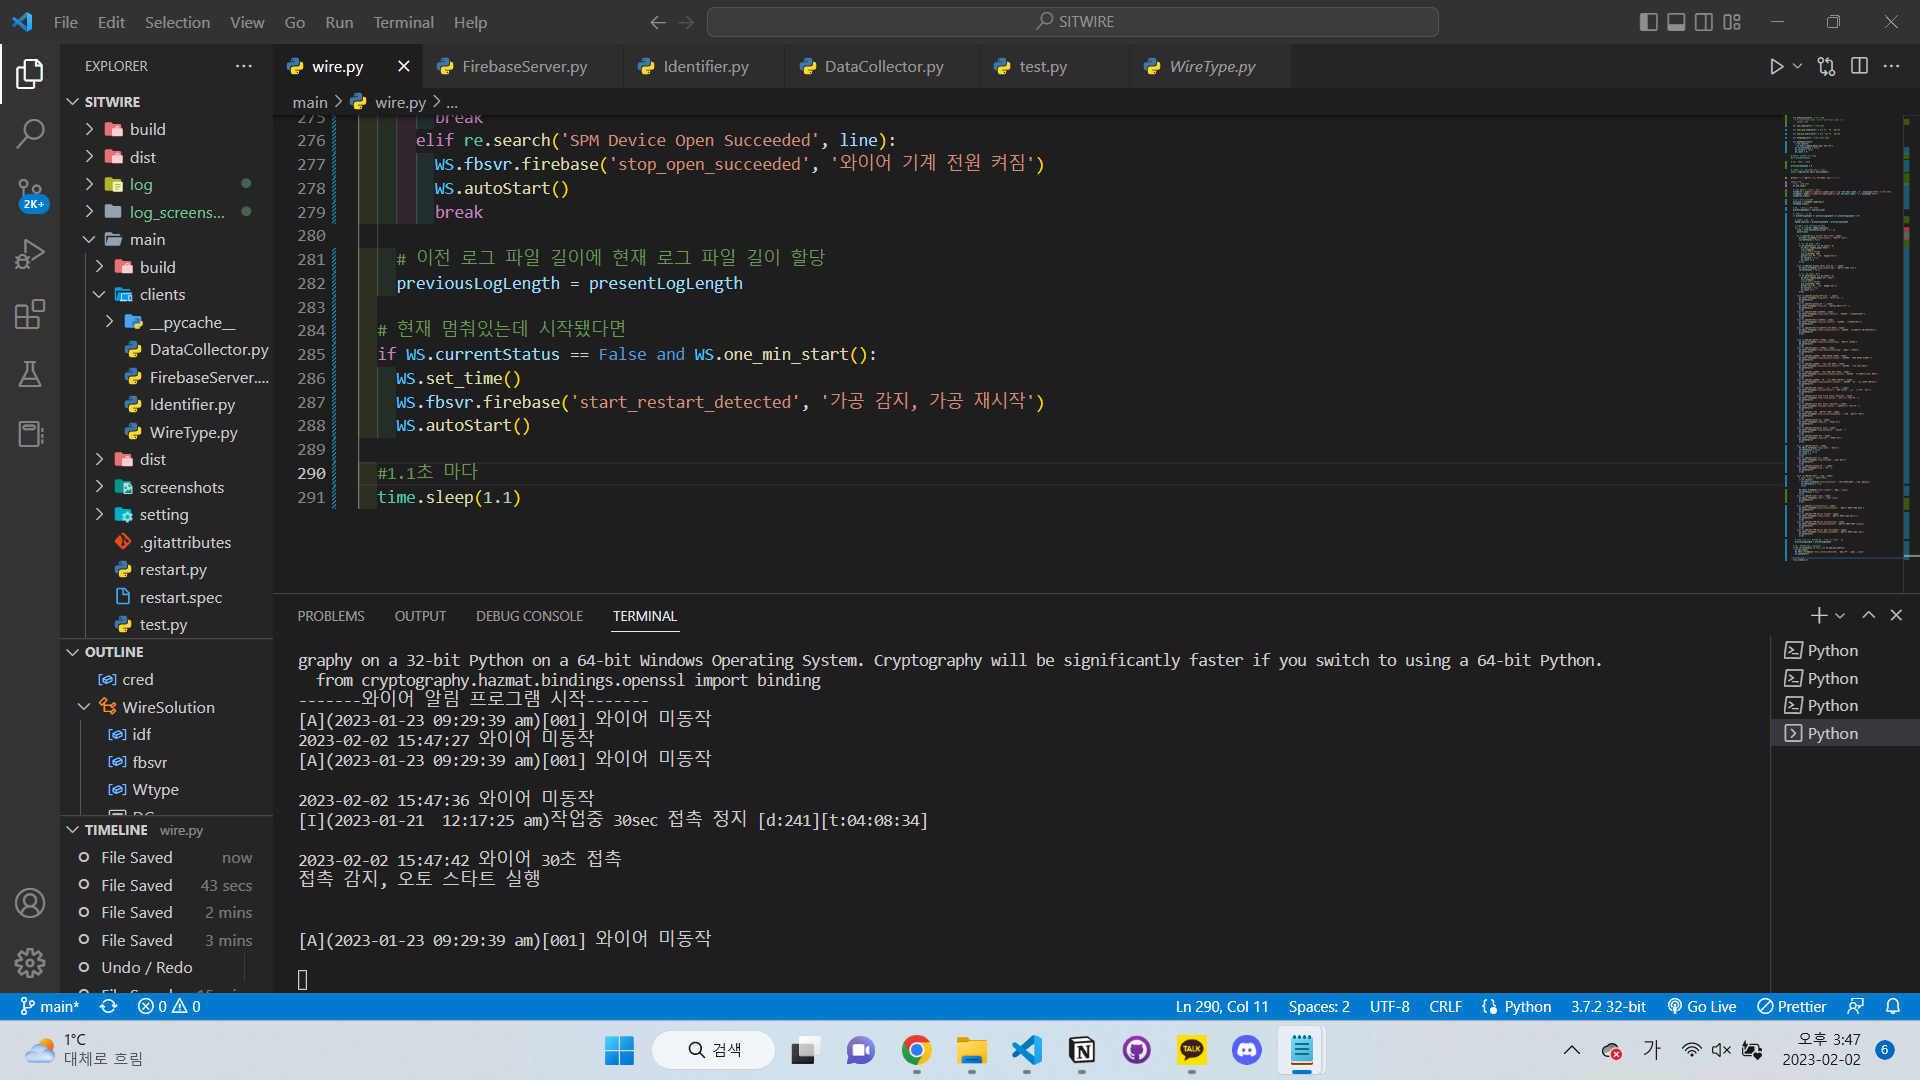 File Edit Selection View Go Run Terminal Help
SITWIRE
EXPLORER
wire.py
FirebaseServer.py
Identifier.py
DataCollector.py
test.py
WireType.py
main > wire.py > ...
SITWIRE
build
dist
log
log_screens...
main
build
clients
__pycache__
DataCollector.py
FirebaseServer....
Identifier.py
WireType.py
dist
screenshots
setting
.gitattributes
restart.py
restart.spec
test.py
2K+
OUTLINE
cred
WireSolution
idf
fbsvr
Wtype
TIMELINE wire.py
File Saved now
File Saved 43 secs
File Saved 2 mins
File Saved 3 mins
Undo / Redo
275 break
276 elif re.search('SPM Device Open Succeeded', line):
277 WS.fbsvr.firebase('stop_open_succeeded', '와이어 기계 전원 켜짐')
278 WS.autoStart()
279 break
280
281 # 이전 로그 파일 길이에 현재 로그 파일 길이 할당
282 previousLogLength = presentLogLength
283
284 # 현재 멈춰있는데 시작됐다면
285 if WS.currentStatus == False and WS.one_min_start():
286 WS.set_time()
287 WS.fbsvr.firebase('start_restart_detected', '가공 감지, 가공 재시작')
288 WS.autoStart()
289
290 #1.1초 마다
291 time.sleep(1.1)
PROBLEMS OUTPUT DEBUG CONSOLE TERMINAL
graphy on a 32-bit Python on a 64-bit Windows Operating System. Cryptography will be significantly faster if you switch to using a 64-bit Python.
from cryptography.hazmat.bindings.openssl import binding
-------와이어 알림 프로그램 시작-------
[A](2023-01-23 09:29:39 am)[001] 와이어 미동작
2023-02-02 15:47:27 와이어 미동작
[A](2023-01-23 09:29:39 am)[001] 와이어 미동작
2023-02-02 15:47:36 와이어 미동작
[I](2023-01-21  12:17:25 am)작업중 30sec 접촉 정지 [d:241][t:04:08:34]
2023-02-02 15:47:42 와이어 30초 접촉
접촉 감지, 오토 스타트 실행
[A](2023-01-23 09:29:39 am)[001] 와이어 미동작
Python
Python
Python
Python
main* 0 0
Ln 290, Col 11 Spaces: 2 UTF-8 CRLF Python 3.7.2 32-bit Go Live Prettier
1°C
대체로 흐림
검색
TALK
가
오후 3:47
2023-02-02
6